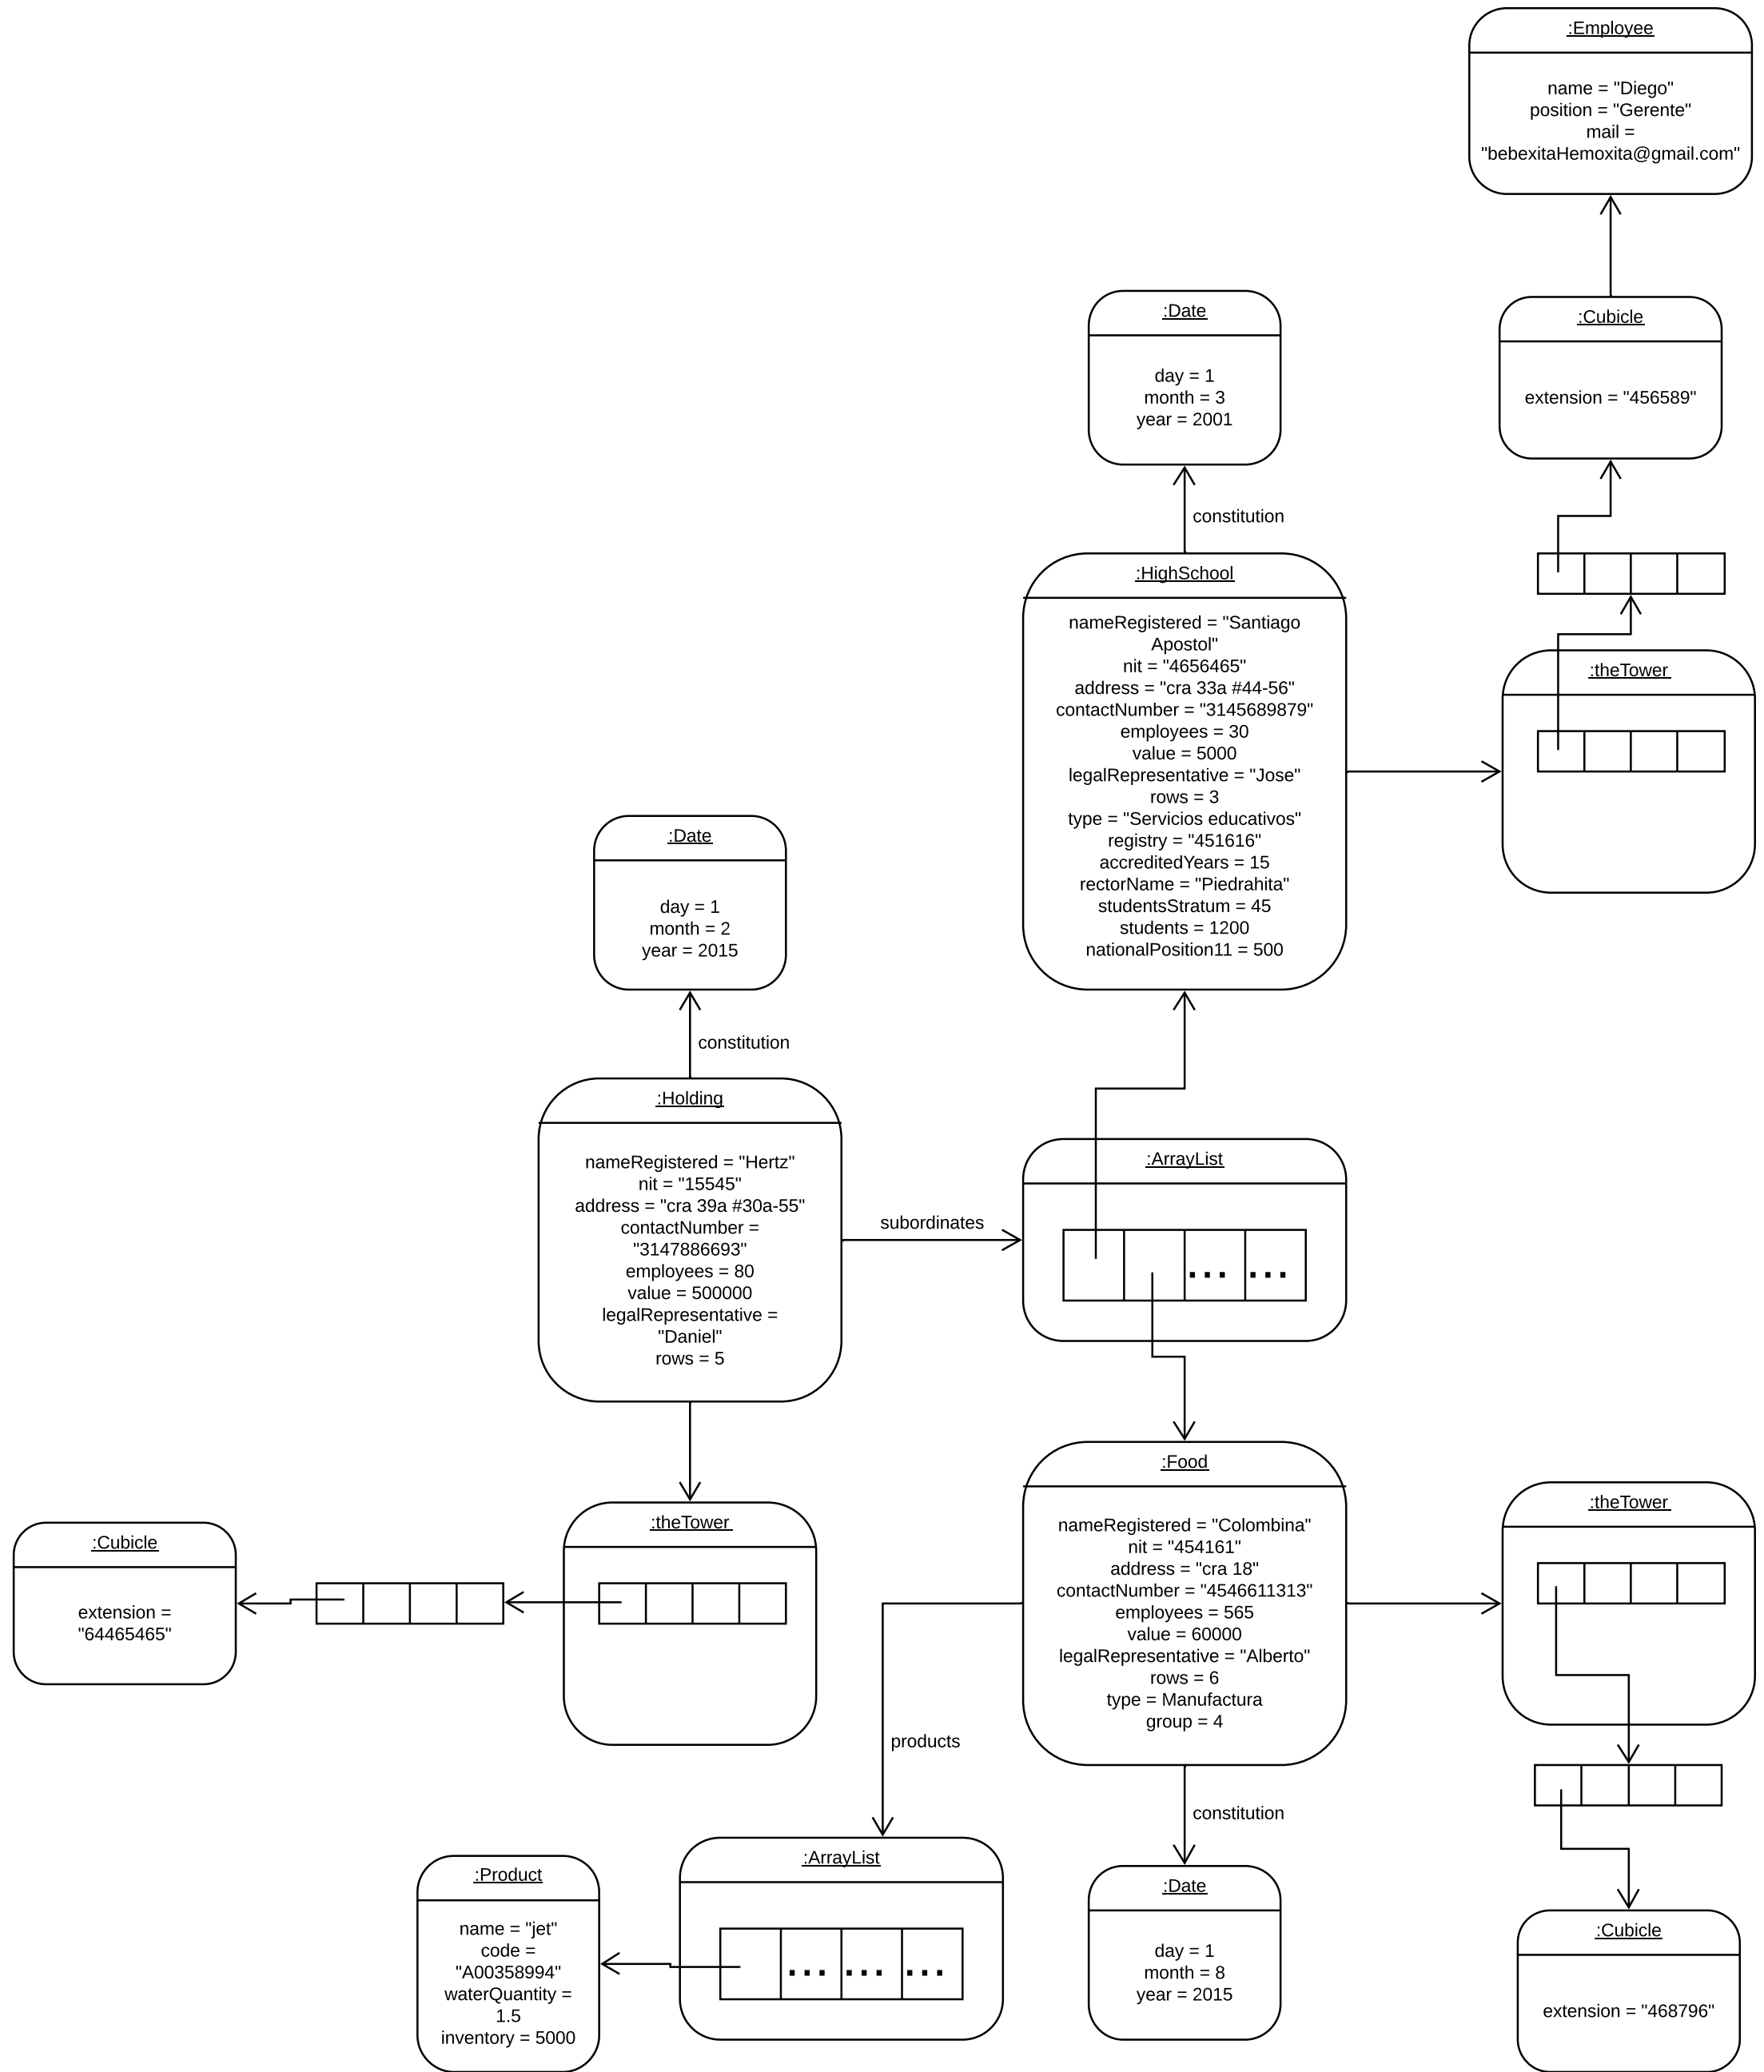 :Employee
name = "Diego"
position = "Gerente"
mail =
"bebexitaHemoxita@gmail.com"
:Date
day = 1
month = 3
year = 2001
:Cubicle
extension = "456589"
constitution
:HighSchool
nameRegistered = "Santiago
Apostol"
nit = "4656465"
address = "cra 33a #44-56"
contactNumber = "3145689879"
employees = 30
value = 5000
legalRepresentative = "Jose"
rows = 3
type = "Servicios educativos"
registry = "451616"
accreditedYears = 15
rectorName = "Piedrahita"
studentsStratum = 45
students = 1200
nationalPosition11 = 500
:theTower
:Date
day = 1
month = 2
year = 2015
constitution
:Holding
nameRegistered = "Hertz"
nit = "15545"
address = "cra 39a #30a-55"
contactNumber =
"3147886693"
employees = 80
value = 500000
legalRepresentative =
"Daniel"
rows = 5
subordinates
:ArrayList
... ...
:Food
nameRegistered = "Colombina"
nit = "454161"
address = "cra 18"
contactNumber = "4546611313"
employees = 565
value = 60000
legalRepresentative = "Alberto"
rows = 6
type = Manufactura
group = 4
:theTower
:theTower
:Cubicle
extension =
"64465465"
products
constitution
:ArrayList
... ... ...
:Product
name = "jet"
code =
"A00358994"
waterQuantity =
1.5
inventory = 5000
:Date
day = 1
month = 8
year = 2015
:Cubicle
extension = "468796"